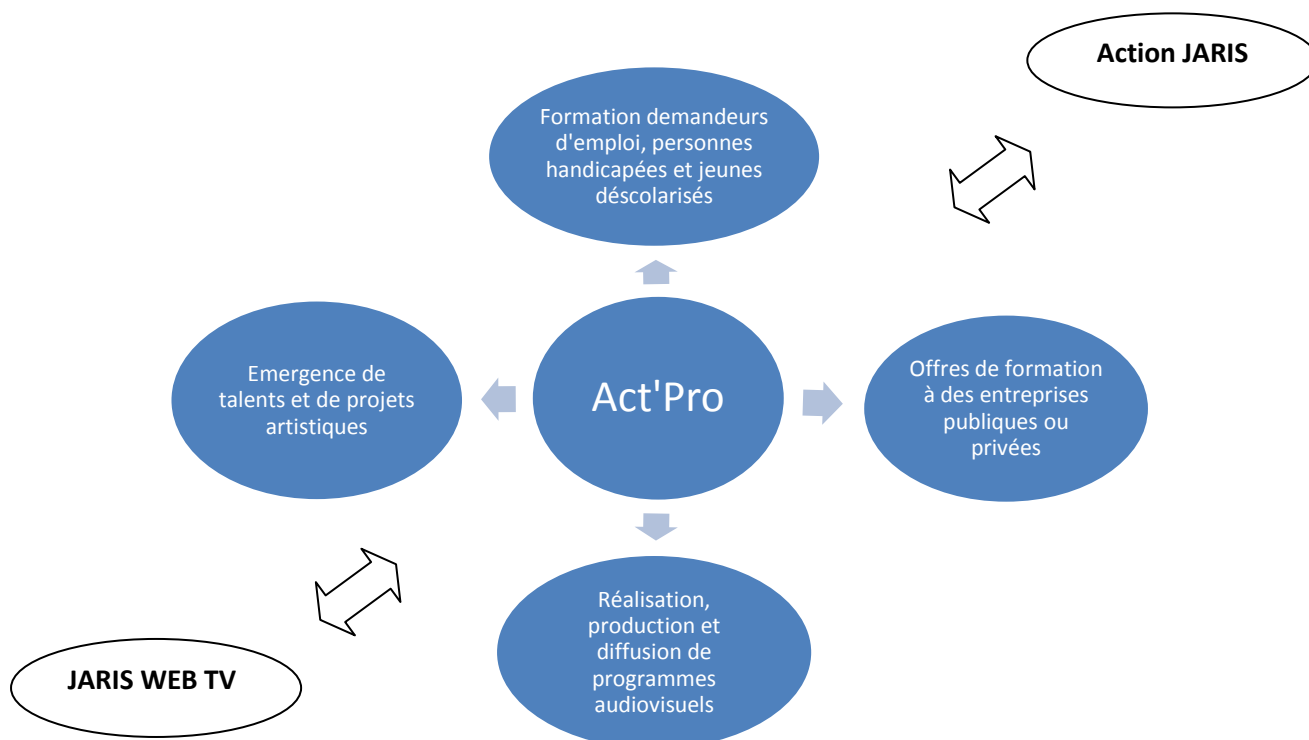 Action JARIS
Formation demandeurs
d'emploi, personnes
handicapées et jeunes
déscolarisés
Emergence de
talents et de projets
artistiques
Act'Pro
Offres de formation
à des entreprises
publiques ou
privées
Réalisation,
production et
diffusion de
programmes
audiovisuels
JARIS WEB TV